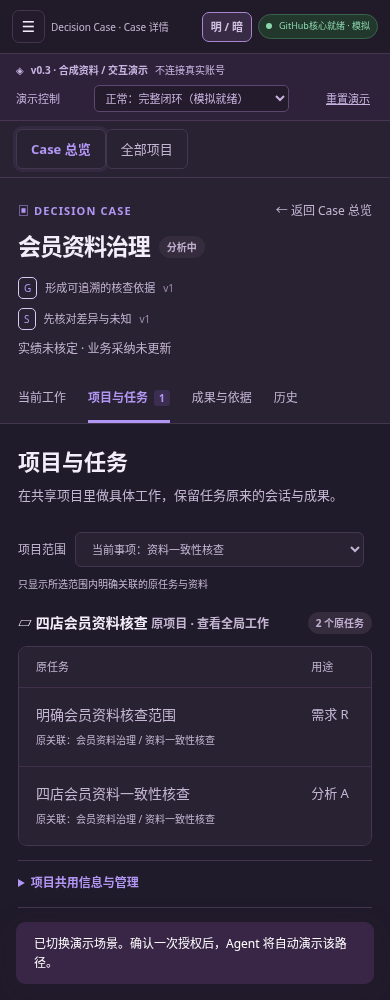 Decision Case · Case 详情
明 / 暗
GitHub核心就绪 · 模拟
v0.3 · 合成资料 / 交互演示 不连接真实账号
演示控制
正常：完整闭环（模拟就绪）
重置演示
Case 总览
全部项目
DECISION CASE
← 返回 Case 总览
会员资料治理
分析中
G 形成可追溯的核查依据 v1
S 先核对差异与未知 v1
实绩未核定 · 业务采纳未更新
当前工作
项目与任务 1
成果与依据
历史
项目与任务
在共享项目里做具体工作，保留任务原来的会话与成果。
项目范围
当前事项：资料一致性核查
只显示所选范围内明确关联的原任务与资料
四店会员资料核查 原项目 · 查看全局工作
2 个原任务
原任务
用途
明确会员资料核查范围
需求 R
原关联：会员资料治理 / 资料一致性核查
四店会员资料一致性核查
分析 A
原关联：会员资料治理 / 资料一致性核查
项目共用信息与管理
已切换演示场景。确认一次授权后，Agent 将自动演示该路
径。